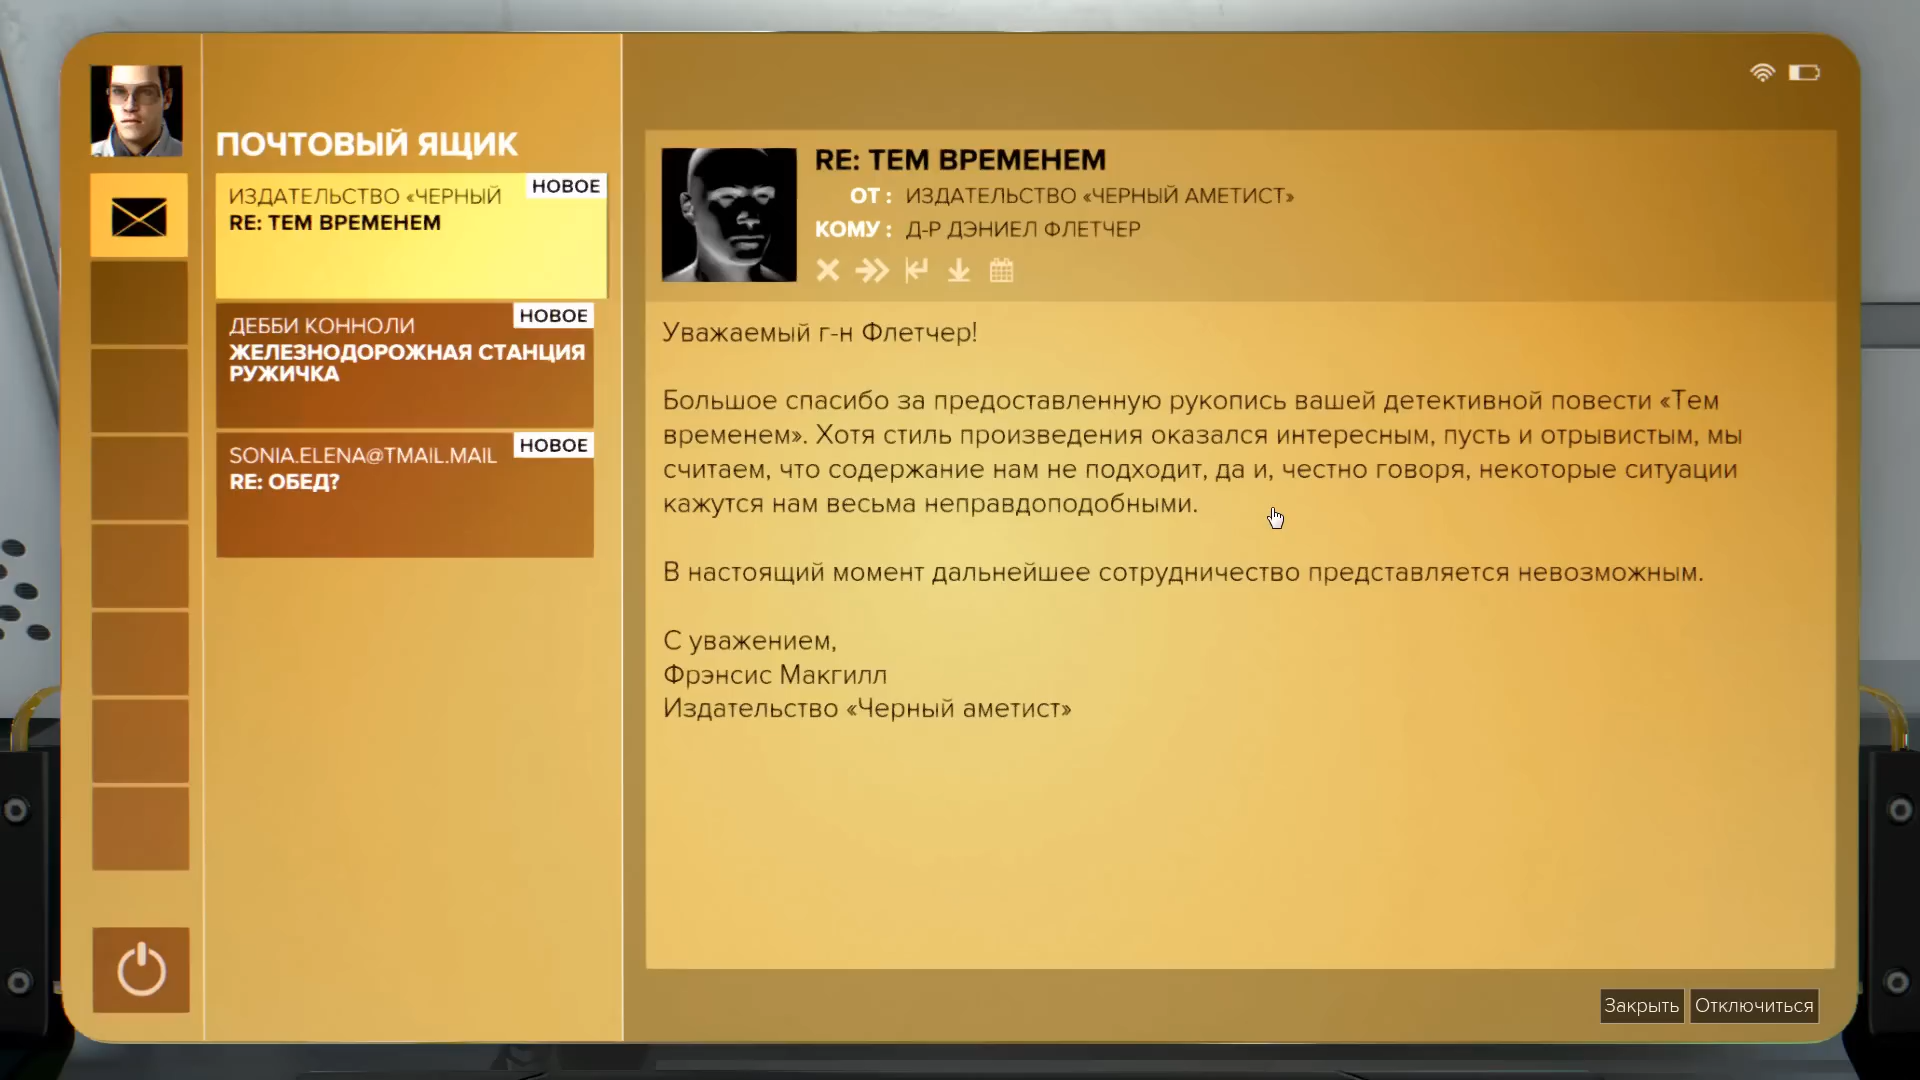 ПОЧТОВЫЙ ЯЩИК
ИЗДАТЕЛЬСТВО «ЧЕРНЫЙ
НОВОЕ
RE: ТЕМ ВРЕМЕНЕМ
ДЕББИ КОННОЛИ
НОВОЕ
ЖЕЛЕЗНОДОРОЖНАЯ СТАНЦИЯ
РУЖИЧКА
SONIA.ELENA@TMAIL.MAIL
НОВОЕ
RE: ОБЕД?
RE: ТЕМ ВРЕМЕНЕМ
ОТ : ИЗДАТЕЛЬСТВО «ЧЕРНЫЙ АМЕТИСТ»
КОМУ : Д-Р ДЭНИЕЛ ФЛЕТЧЕР
Уважаемый г-н Флетчер!
Большое спасибо за предоставленную рукопись вашей детективной повести «Тем
временем». Хотя стиль произведения оказался интересным, пусть и отрывистым, мы
считаем, что содержание нам не подходит, да и, честно говоря, некоторые ситуации
кажутся нам весьма неправдоподобными.
В настоящий момент дальнейшее сотрудничество представляется невозможным.
С уважением,
Фрэнсис Макгилл
Издательство «Черный аметист»
Закрыть Отключиться